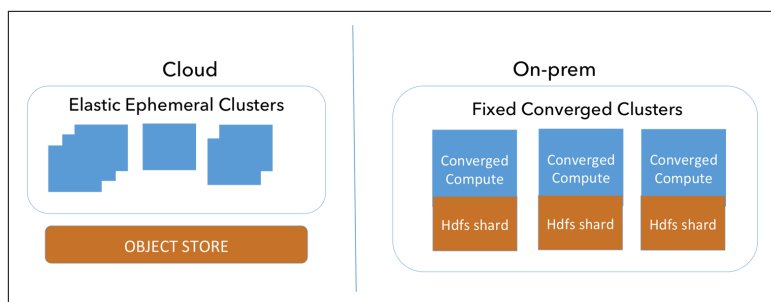 Cloud
Elastic Ephemeral Clusters
OBJECT STORE
On-prem
Fixed Converged Clusters
Converged
Compute
Hdfs shard
Converged
Compute
Hdfs shard
Converged
Compute
Hdfs shard